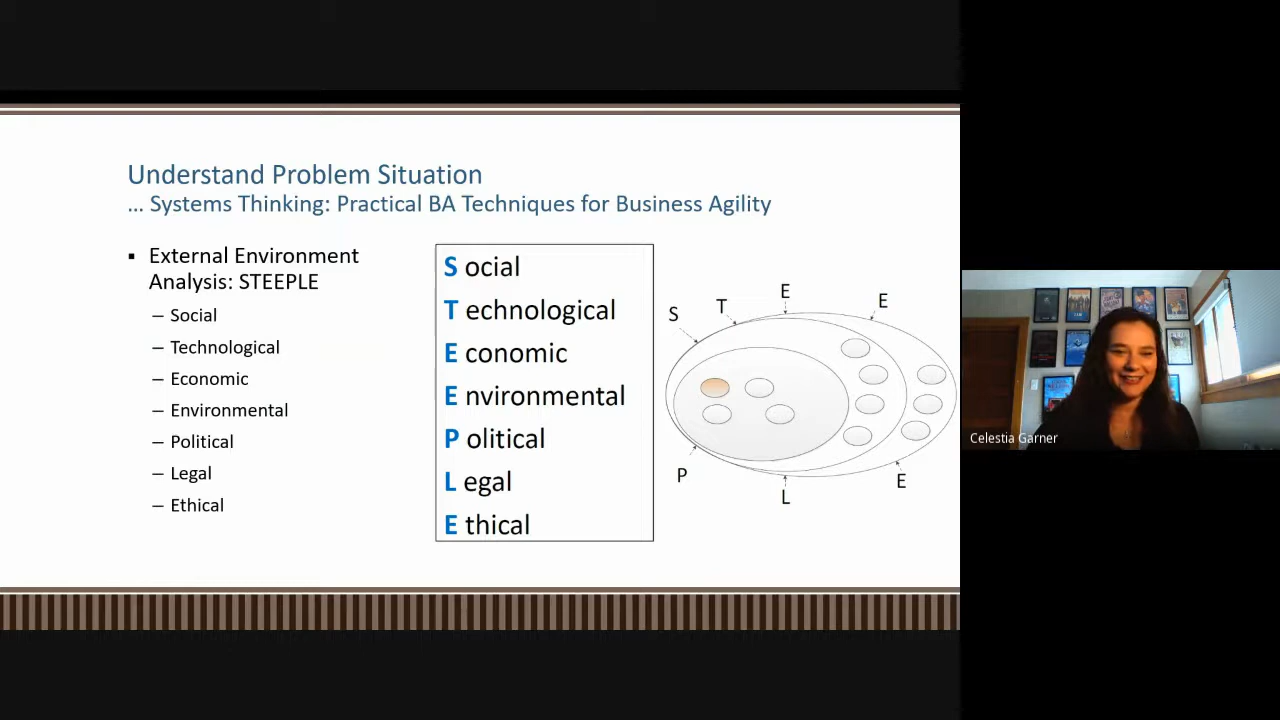 Understand Problem Situation
... Systems Thinking: Practical BA Techniques for Business Agility
▪ External Environment
Analysis: STEEPLE
– Social
– Technological
– Economic
– Environmental
– Political
– Legal
– Ethical
S ocial
T echnological
E conomic
E nvironmental
P olitical
L egal
E thical
S
T
E
E
P
L
E
Celestia Garner